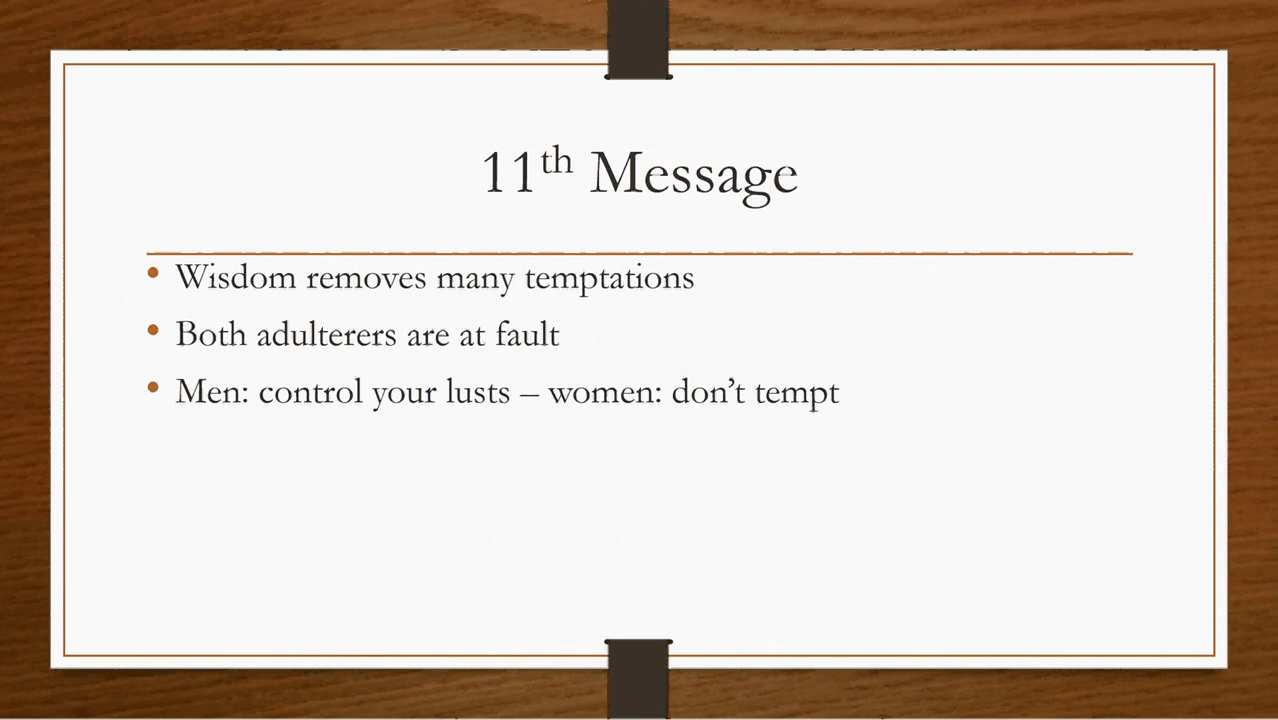 11th Message
• Wisdom removes many temptations
• Both adulterers are at fault
• Men: control your lusts – women: don’t tempt